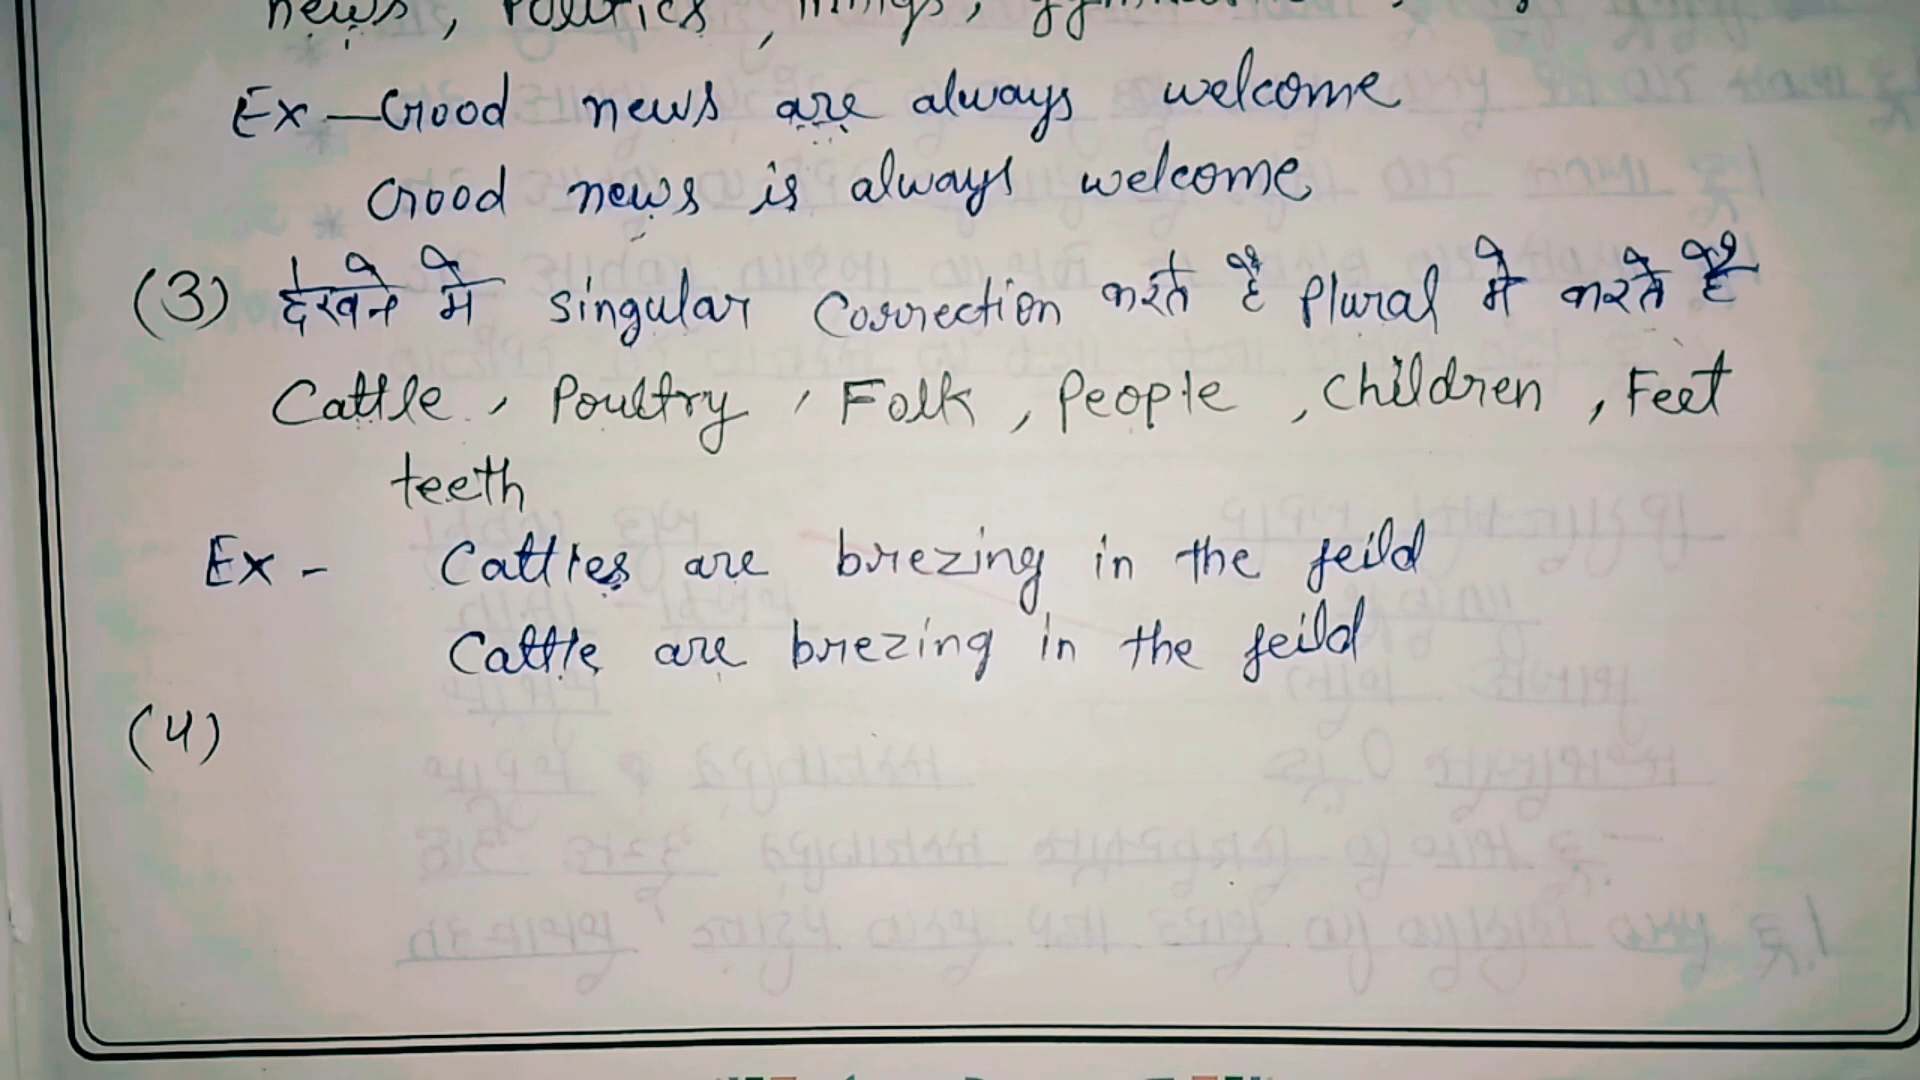 news, Politics,
Ex - Good news are always welcome
Good news is always welcome
(3) देखने मे singular Correction करते है Plural मे करते है
Cattle, Poultry, Folk, People, Children, Feet
teeth
Ex - Cattles are brezing in the feild
Cattle are brezing in the feild
(4)